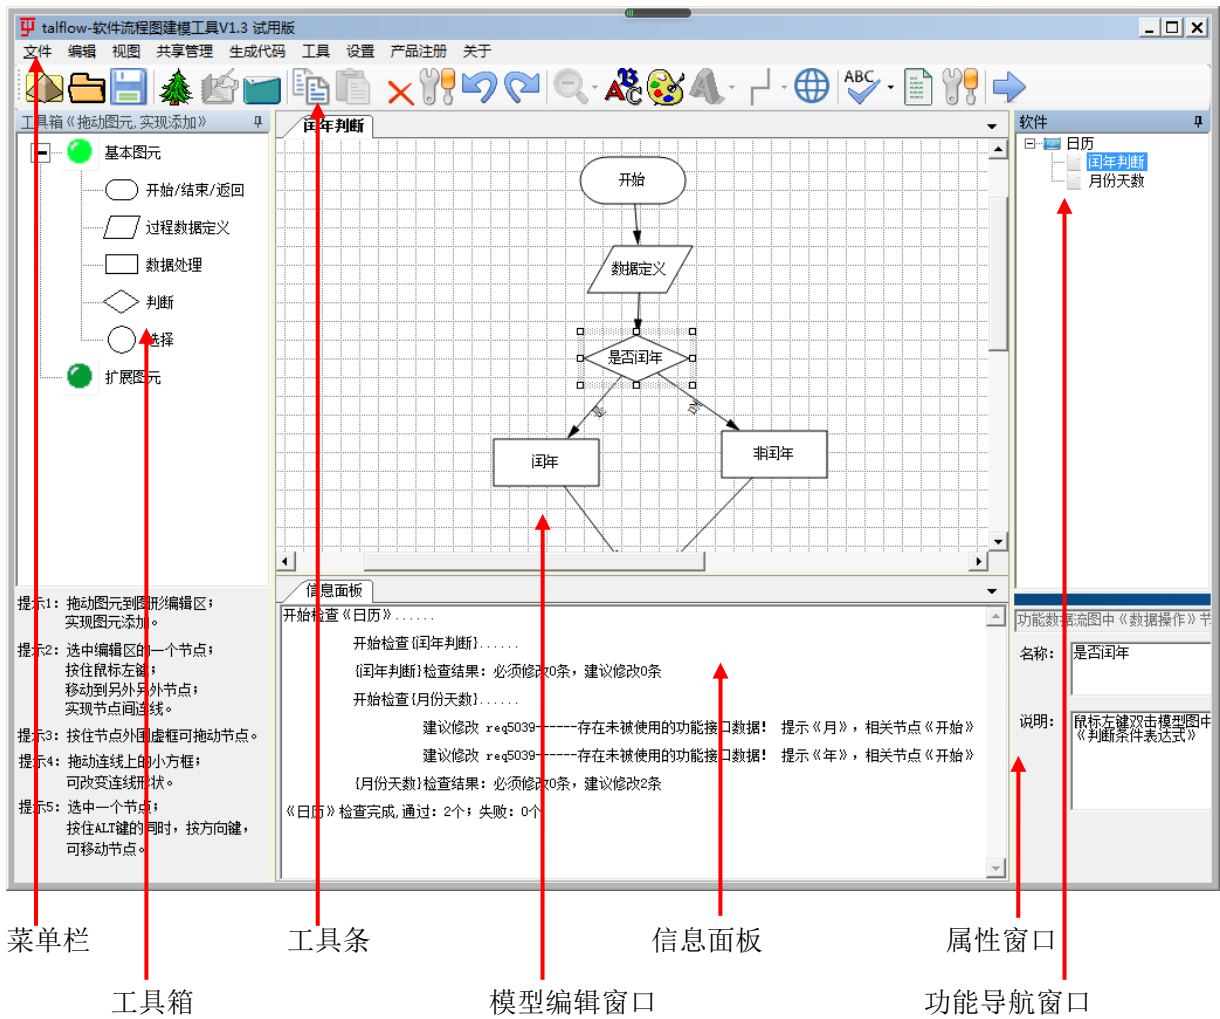 talflow-软件流程图建模工具V1.3 试用版
文件 编辑 视图 共享管理 生成代码 工具 设置 产品注册 关于
ABC
工具箱《拖动图元,实现添加》
基本图元
开始/结束/返回
过程数据定义
数据处理
判断
选择
扩展图元
提示1: 拖动图元到图形编辑区;
实现图元添加。
提示2: 选中编辑区的一个节点;
按住鼠标左键;
移动到另外另外节点;
实现节点间连线。
提示3: 按住节点外围虚框可拖动节点。
提示4: 拖动连线上的小方框;
可改变连线形状。
提示5: 选中一个节点;
按住ALT键的同时, 按方向键,
可移动节点。
闰年判断
开始
数据定义
是否闰年
是
否
闰年
非闰年
信息面板
开始检查《日历》......
开始检查{闰年判断}......
{闰年判断}检查结果: 必须修改0条, 建议修改0条
开始检查{月份天数}......
建议修改 req5039------存在未被使用的功能接口数据! 提示《月》, 相关节点《开始》
建议修改 req5039------存在未被使用的功能接口数据! 提示《年》, 相关节点《开始》
{月份天数}检查结果: 必须修改0条, 建议修改2条
《日历》检查完成,通过: 2个; 失败: 0个
软件
日历
闰年判断
月份天数
功能数据流图中《数据操作》节
名称: 是否闰年
说明: 鼠标左键双击模型图中
《判断条件表达式》
菜单栏 工具条 信息面板 属性窗口
工具箱 模型编辑窗口 功能导航窗口